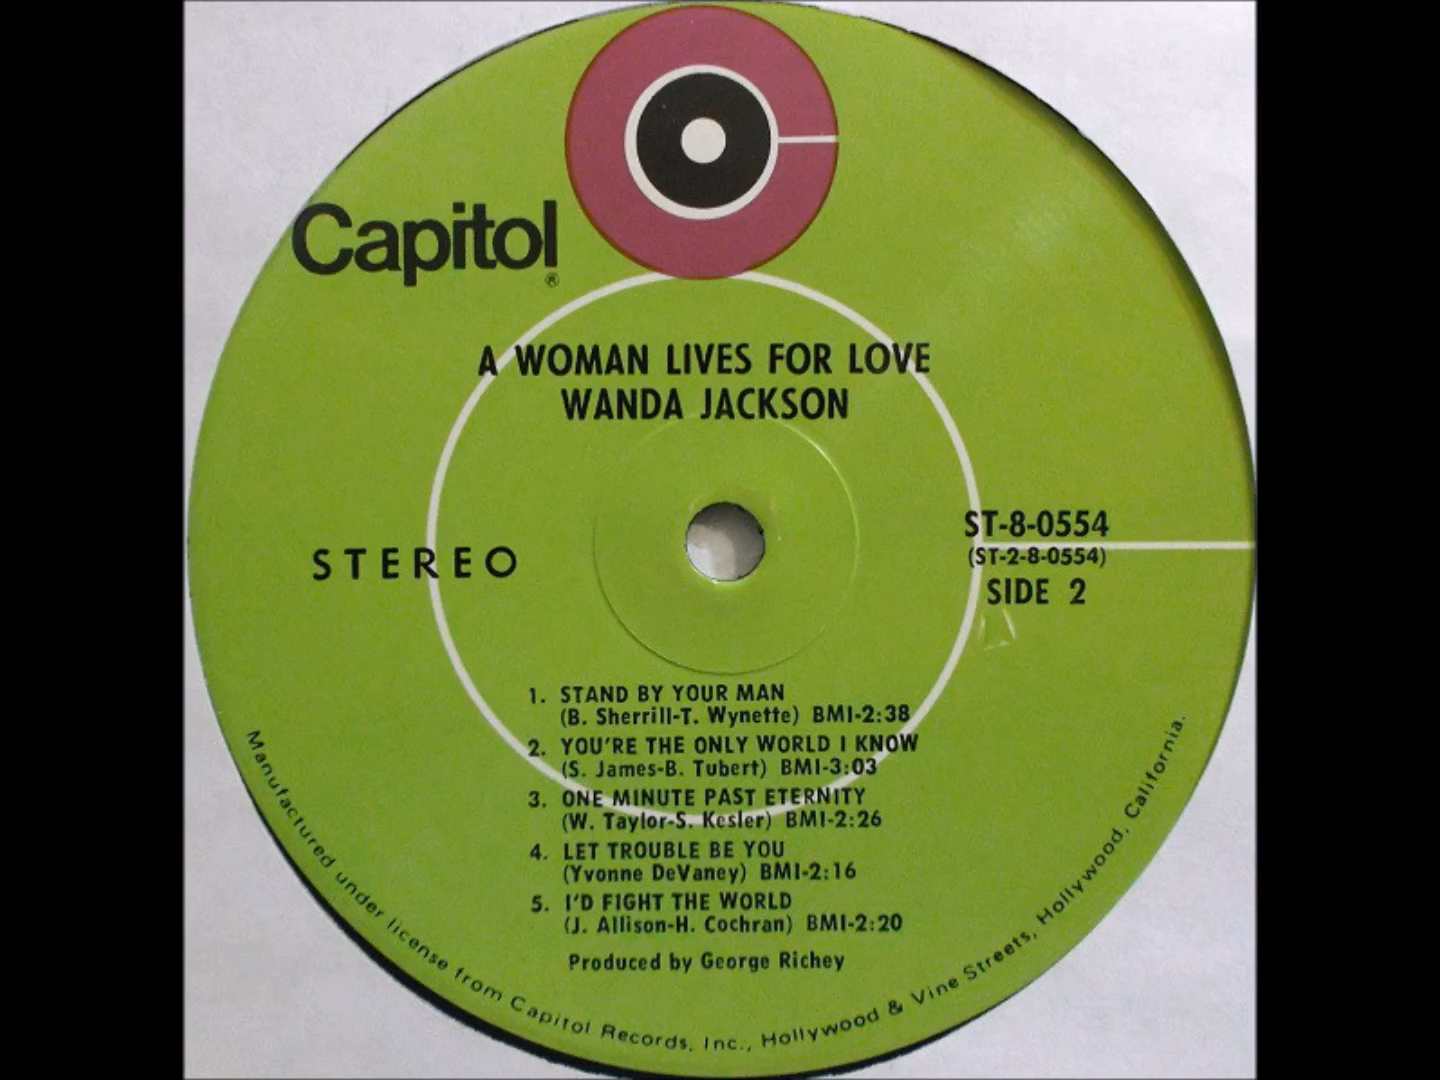 Capitol®
A WOMAN LIVES FOR LOVE
WANDA JACKSON
STEREO
ST-8-0554
(ST-2-8-0554)
SIDE 2
1. STAND BY YOUR MAN
(B. Sherrill-T. Wynette) BMI-2:38
2. YOU'RE THE ONLY WORLD I KNOW
(S. James-B. Tubert) BMI-3:03
3. ONE MINUTE PAST ETERNITY
(W. Taylor-S. Kesler) BMI-2:26
4. LET TROUBLE BE YOU
(Yvonne DeVaney) BMI-2:16
5. I'D FIGHT THE WORLD
(J. Allison-H. Cochran) BMI-2:20
Produced by George Richey
Manufactured under license from Capitol Records, Inc., Hollywood & Vine Streets, Hollywood, California.